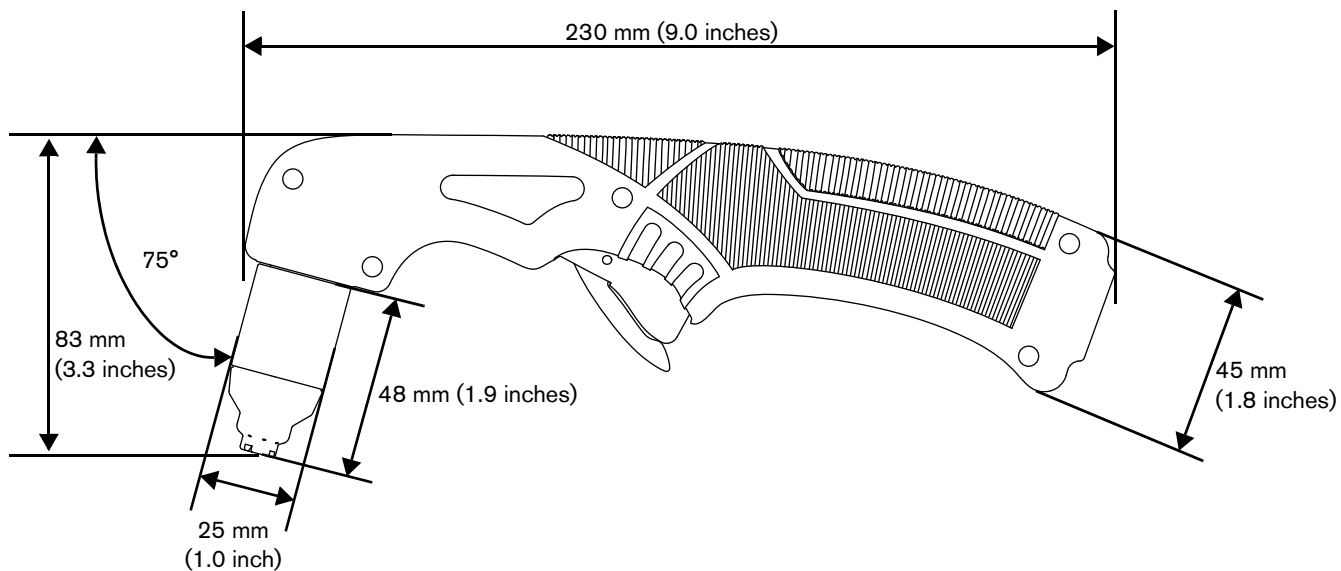 230 mm (9.0 inches)
75°
83 mm
(3.3 inches)
48 mm (1.9 inches)
45 mm
(1.8 inches)
25 mm
(1.0 inch)